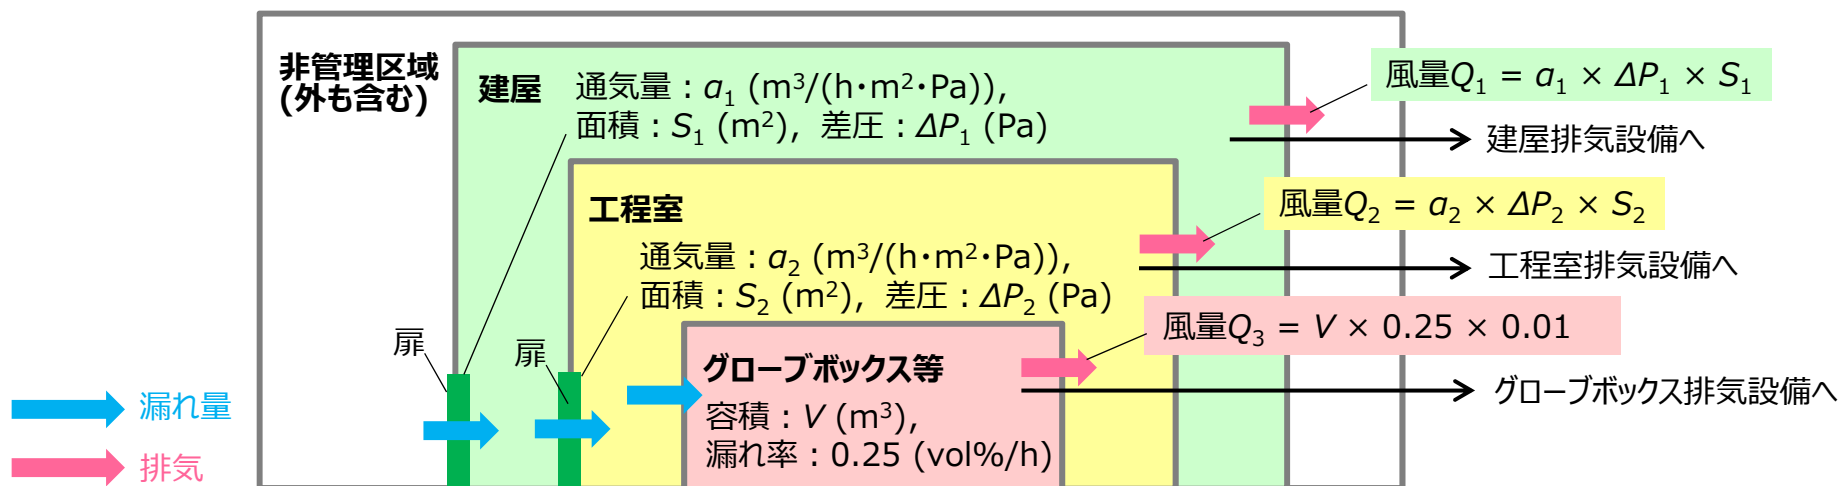 非管理区域
(外も含む)
建屋
通気量：a₁ (m³/(h・m²・Pa)),
面積：S₁ (m²), 差圧：ΔP₁ (Pa)
風量Q₁ = a₁ × ΔP₁ × S₁
建屋排気設備へ
工程室
通気量：a₂ (m³/(h・m²・Pa)),
面積：S₂ (m²), 差圧：ΔP₂ (Pa)
風量Q₂ = a₂ × ΔP₂ × S₂
工程室排気設備へ
扉
扉
グローブボックス等
容積：V (m³),
漏れ率：0.25 (vol%/h)
風量Q₃ = V × 0.25 × 0.01
グローブボックス排気設備へ
漏れ量
排気